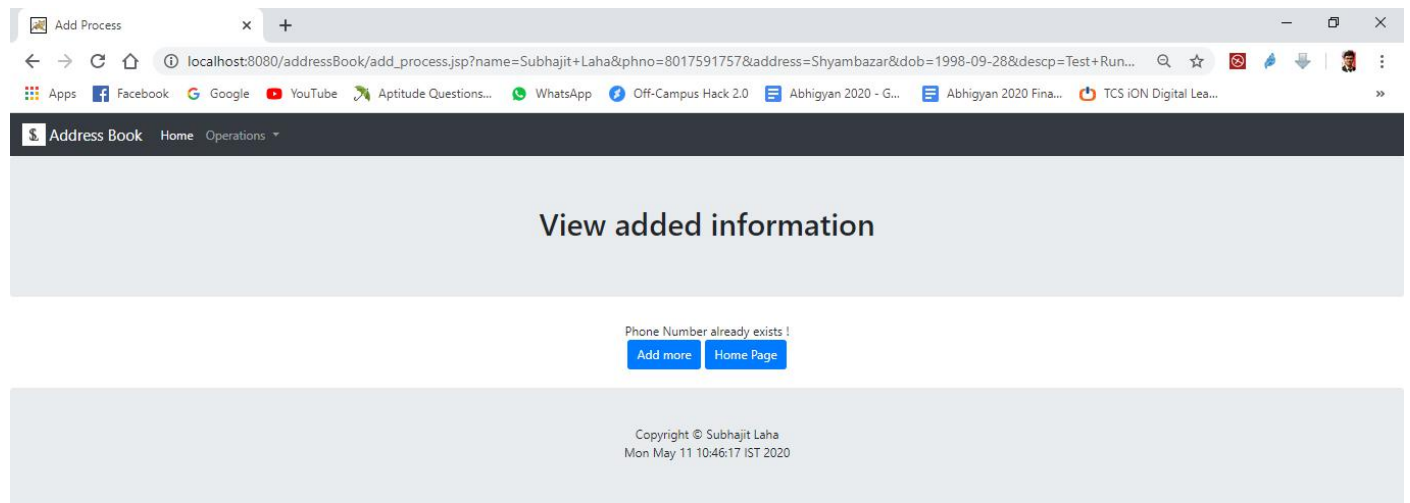 Add Process
localhost:8080/addressBook/add_process.jsp?name=Subhajit+Laha&phno=8017591757&address=Shyambazar&dob=1998-09-28&descp=Test+Run...
Apps Facebook Google YouTube Aptitude Questions... WhatsApp Off-Campus Hack 2.0 Abhigyan 2020 - G... Abhigyan 2020 Fina... TCS iON Digital Lea... »
Address Book Home Operations
View added information
Phone Number already exists !
Add more Home Page
Copyright © Subhajit Laha
Mon May 11 10:46:17 IST 2020